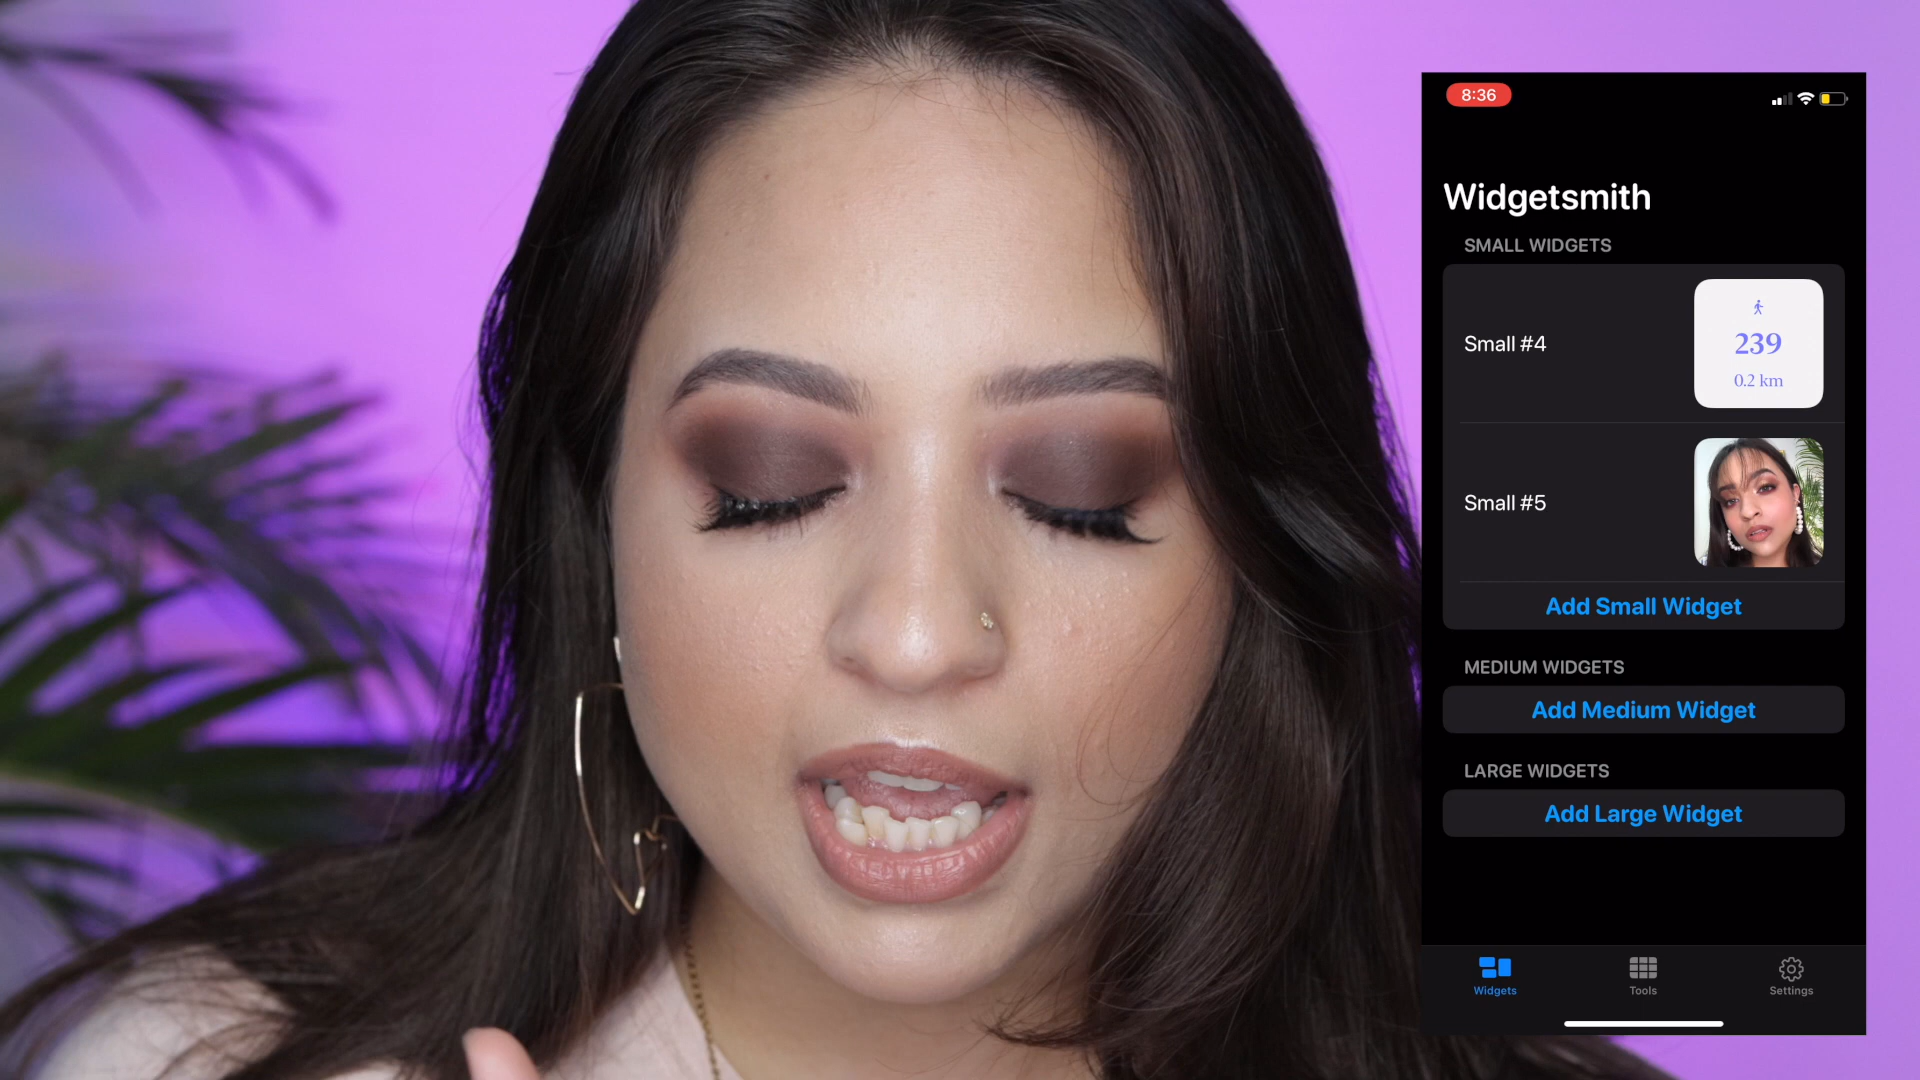 8:36
Widgetsmith
SMALL WIDGETS
Small #4
239
0.2 km
Small #5
Add Small Widget
MEDIUM WIDGETS
Add Medium Widget
LARGE WIDGETS
Add Large Widget
Widgets
Tools
Settings